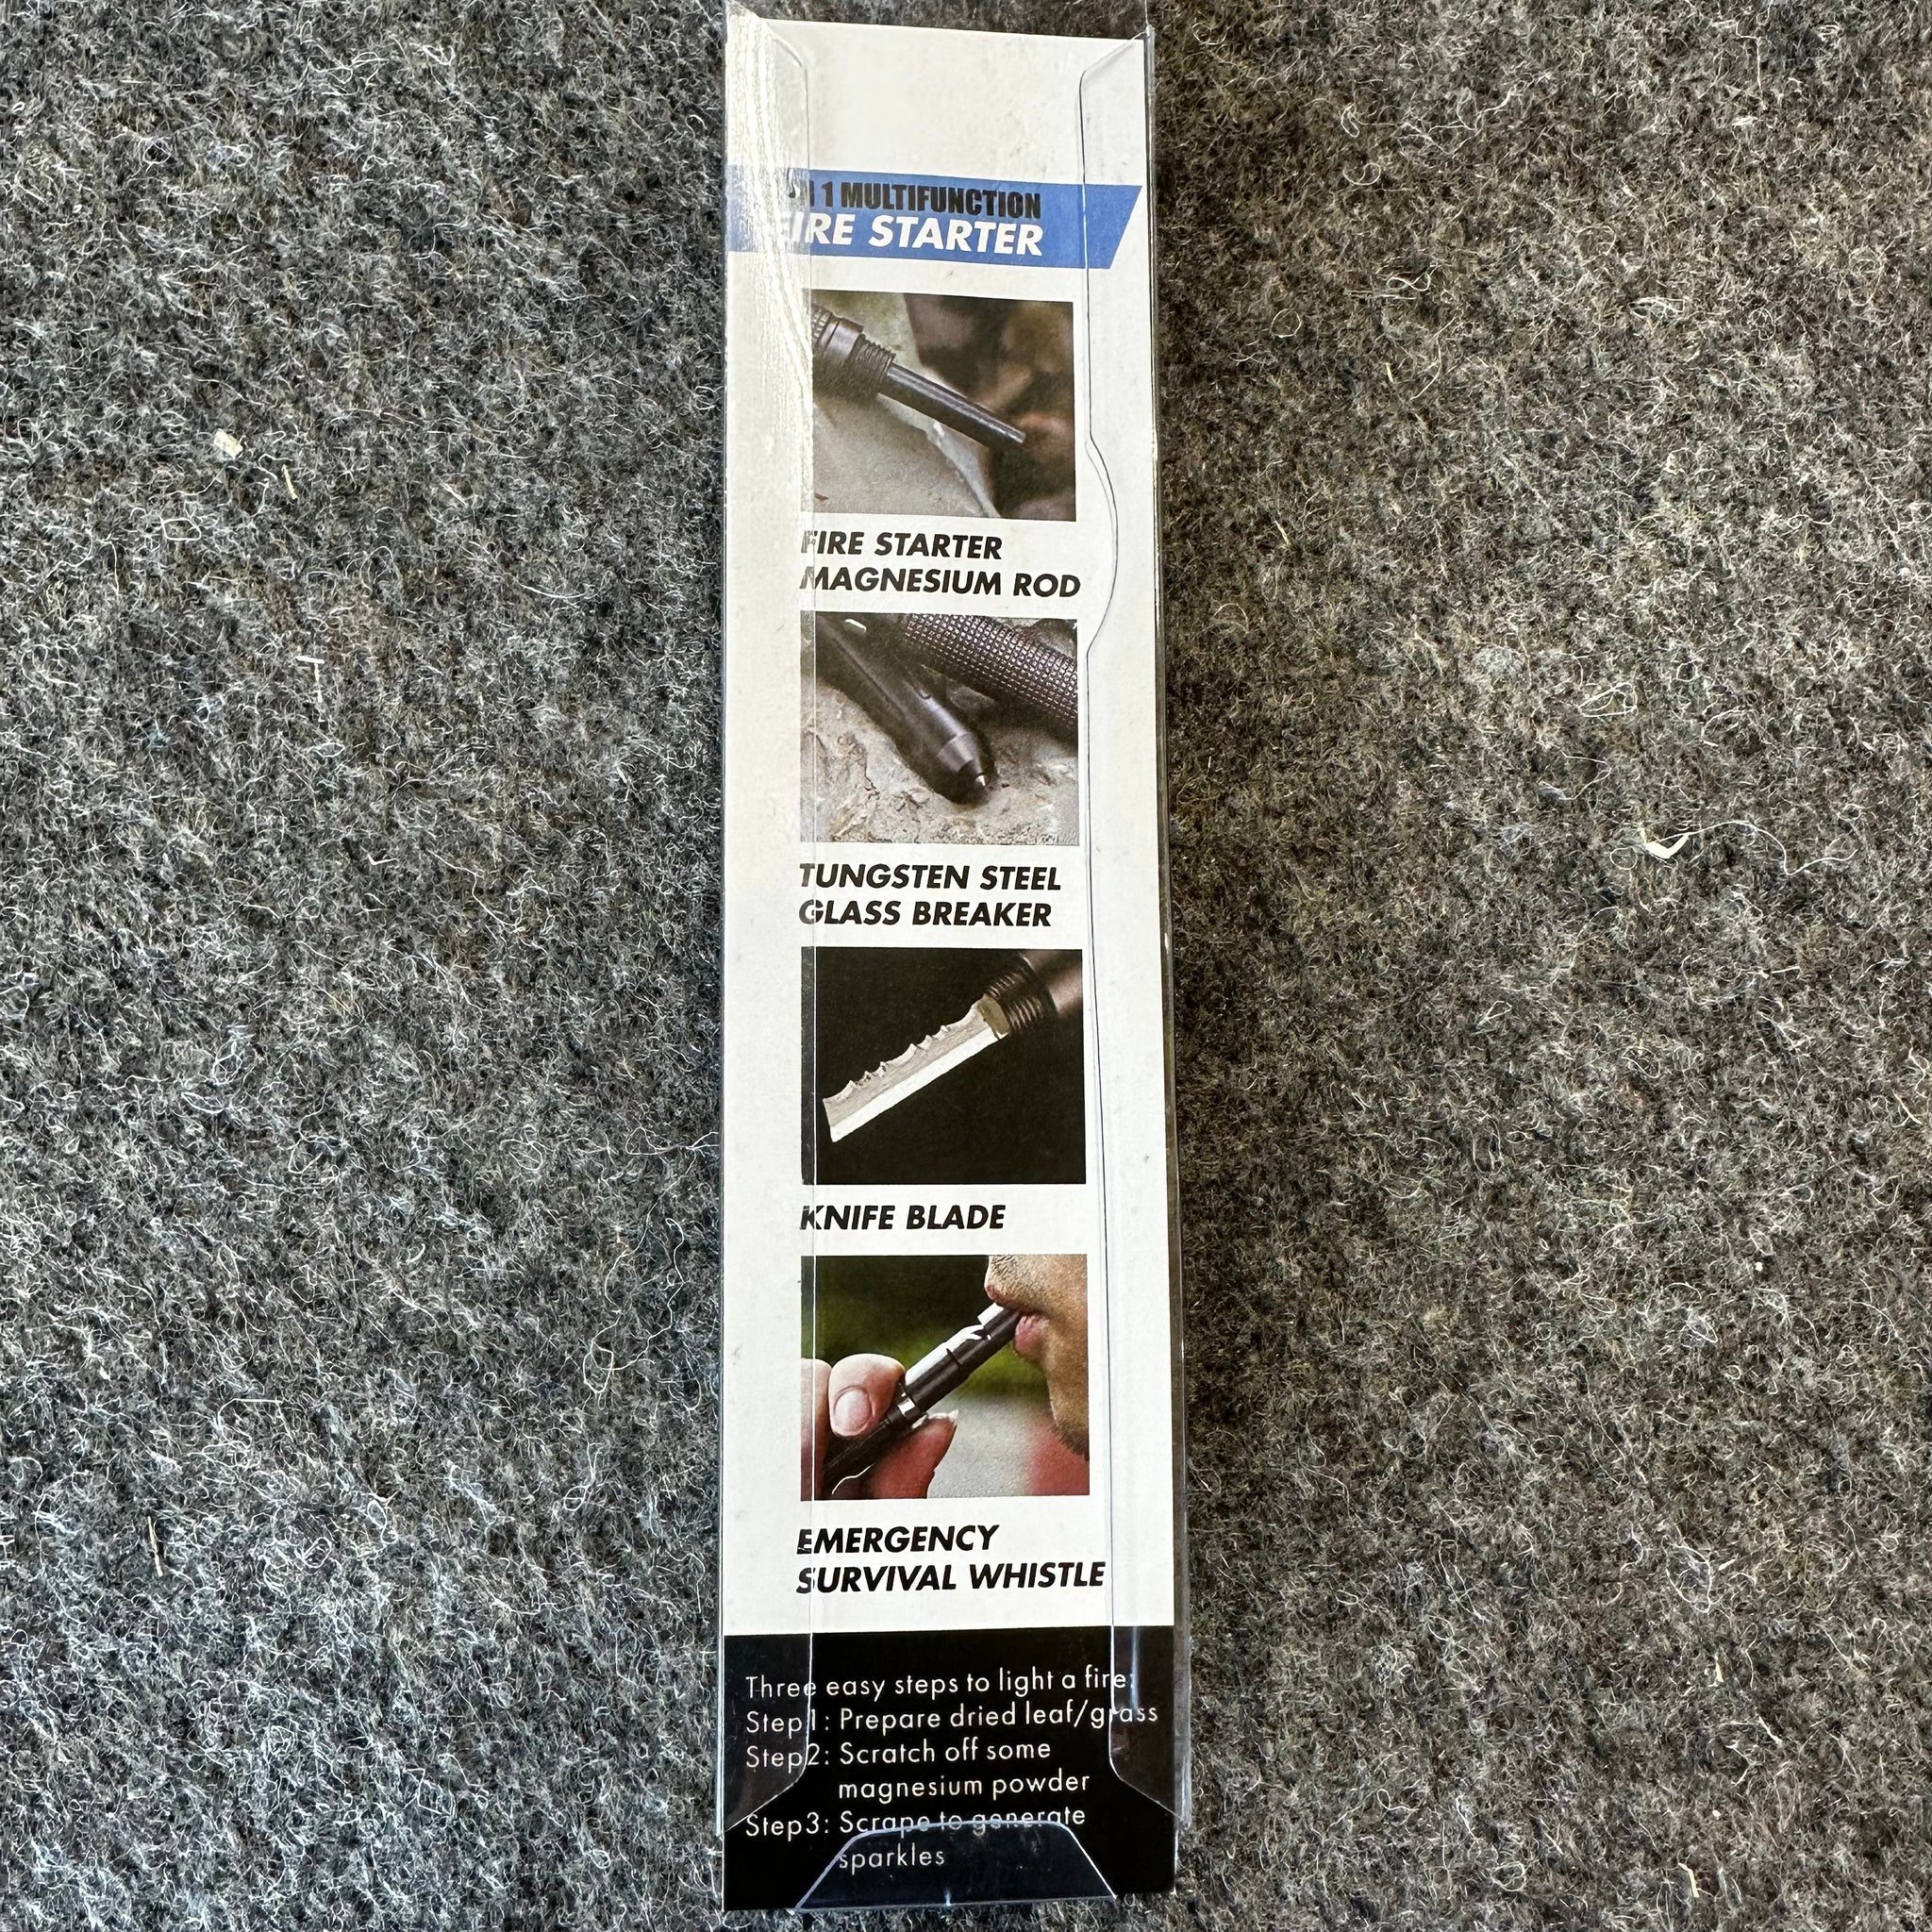 1 MULTIFUNCTION
FIRE STARTER
FIRE STARTER
MAGNESIUM ROD
TUNGSTEN STEEL
GLASS BREAKER
KNIFE BLADE
EMERGENCY
SURVIVAL WHISTLE
Three easy steps to light a fire:
Step1: Prepare dried leaf/grass
Step2: Scratch off some
magnesium powder
Step3: Scrape to generate
sparkles